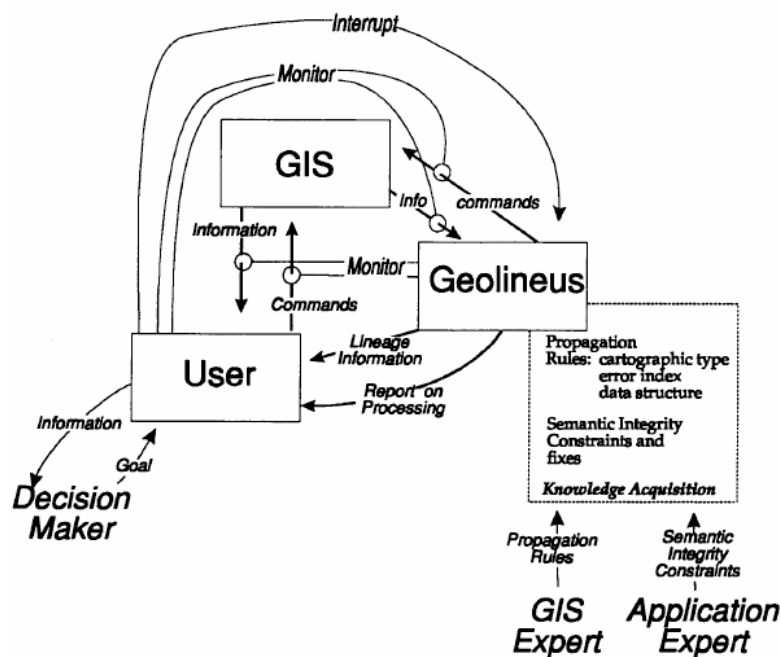 Interrupt
Monitor
GIS
Info
commands
Information
Monitor
Geolineus
Commands
Lineage
Information
User
Report on
Processing
Propagation
Rules: cartographic type
error index
data structure
Semantic Integrity
Constraints and
fixes
Knowledge Acquisition
Information
Goal
Decision
Maker
Propagation
Rules
Semantic
Integrity
Constraints
GIS
Expert
Application
Expert